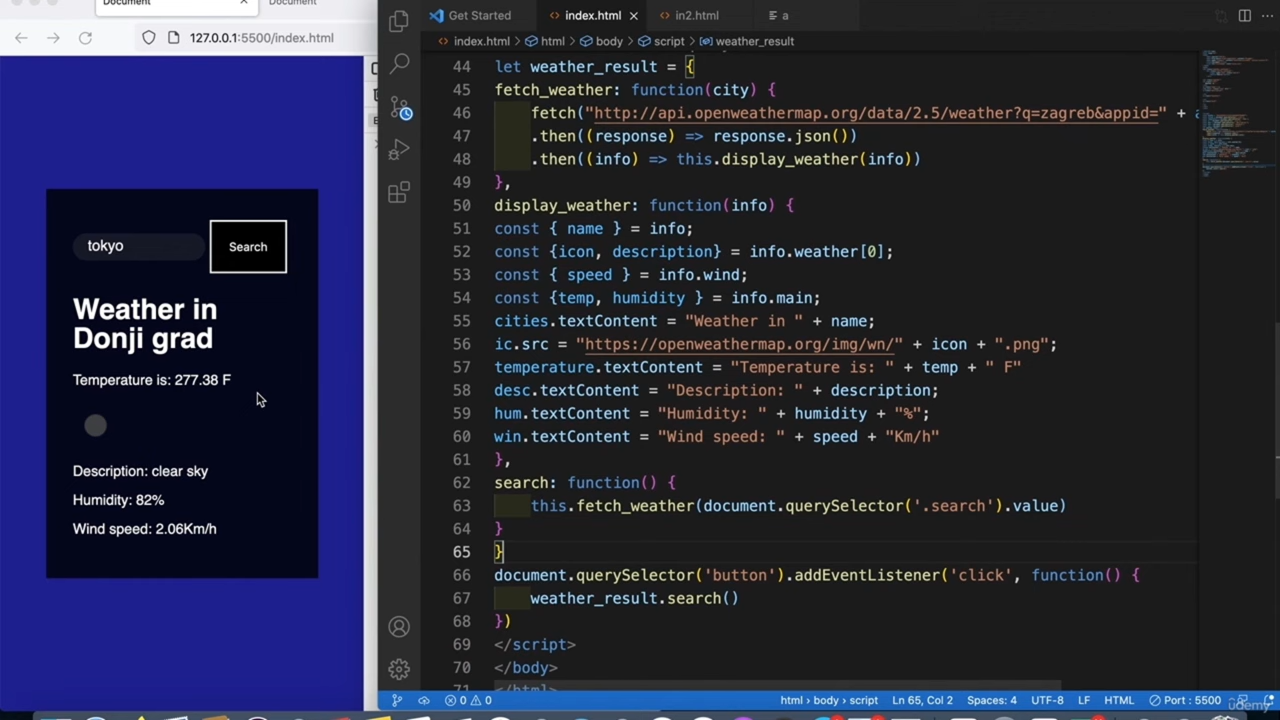 Document
Document
127.0.0.1:5500/index.html
tokyo
Search
Weather in
Donji grad
Temperature is: 277.38 F
Description: clear sky
Humidity: 82%
Wind speed: 2.06Km/h
Get Started
index.html
in2.html
a
index.html > html > body > script > weather_result
44 let weather_result = {
45 fetch_weather: function(city) {
46 fetch("http://api.openweathermap.org/data/2.5/weather?q=zagreb&appid=" +
47 .then((response) => response.json())
48 .then((info) => this.display_weather(info))
49 },
50 display_weather: function(info) {
51 const { name } = info;
52 const {icon, description} = info.weather[0];
53 const { speed } = info.wind;
54 const {temp, humidity } = info.main;
55 cities.textContent = "Weather in " + name;
56 ic.src = "https://openweathermap.org/img/wn/" + icon + ".png";
57 temperature.textContent = "Temperature is: " + temp + " F"
58 desc.textContent = "Description: " + description;
59 hum.textContent = "Humidity: " + humidity + "%";
60 win.textContent = "Wind speed: " + speed + "Km/h"
61 },
62 search: function() {
63 this.fetch_weather(document.querySelector('.search').value)
64 }
65 }
66 document.querySelector('button').addEventListener('click', function() {
67 weather_result.search()
68 })
69 </script>
70 </body>
71 </html>
0 0
html > body > script
Ln 65, Col 2
Spaces: 4
UTF-8
LF
HTML
Port : 5500
udemy